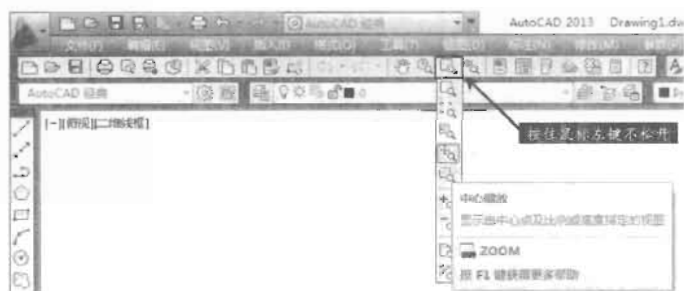 AutoCAD 经典
AutoCAD 2013 Drawing1.dw
文件(F) 编辑(E) 视图(V) 插入(I) 格式(O) 工具(T) 标注(N) 修改(M)
AutoCAD 经典
0
[-][俯视][二维线框]
按住鼠标左键不松开
中心缩放
显示由中心点及比例值或高度指定的视图
ZOOM
按 F1 键获得更多帮助